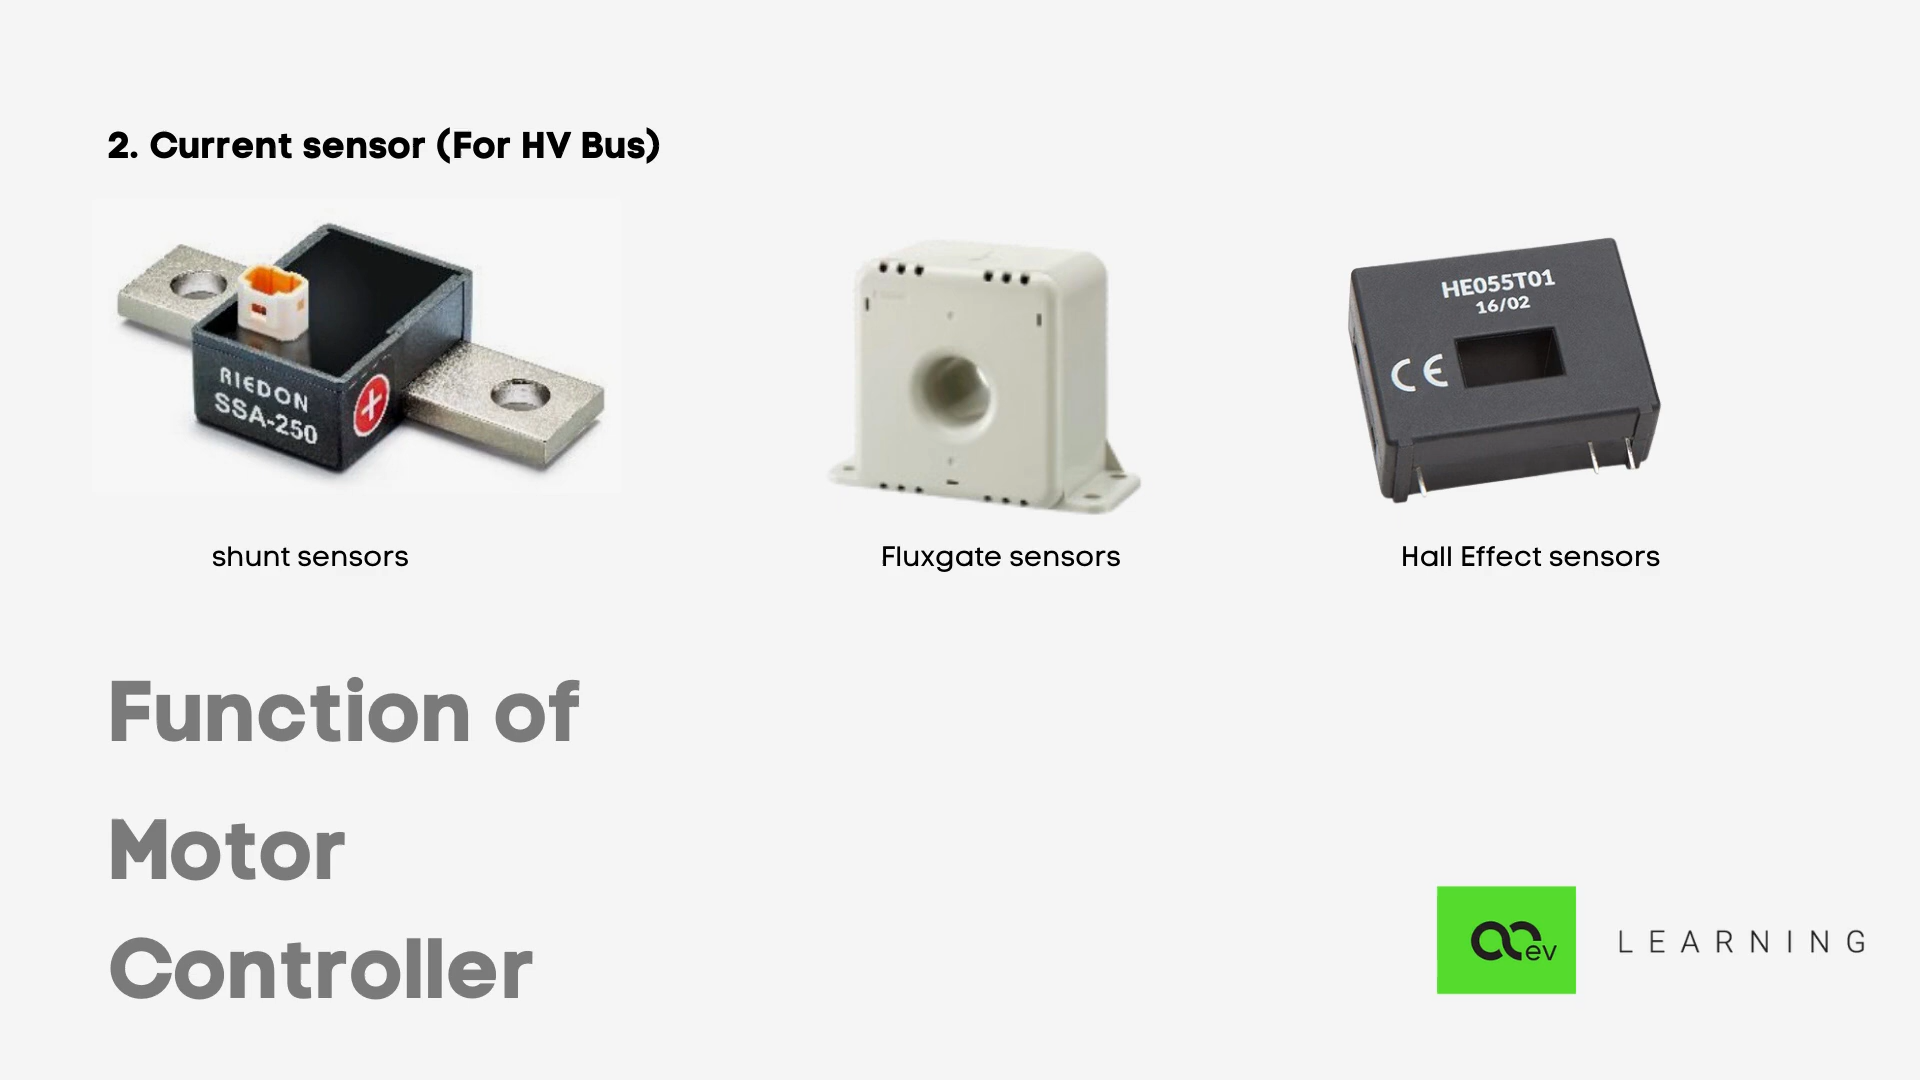 2. Current sensor (For HV Bus)
RIEDON
SSA-250
HE055T01
16/02
CE
shunt sensors
Fluxgate sensors
Hall Effect sensors
Function of
Motor
Controller
ev
LEARNING